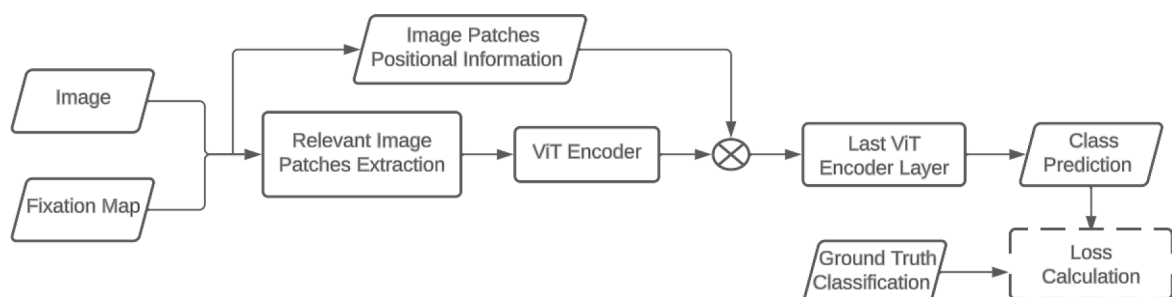 Image Patches
Positional Information
Image
Relevant Image
Patches Extraction
ViT Encoder
Last ViT
Encoder Layer
Class
Prediction
Fixation Map
Ground Truth
Classification
Loss
Calculation